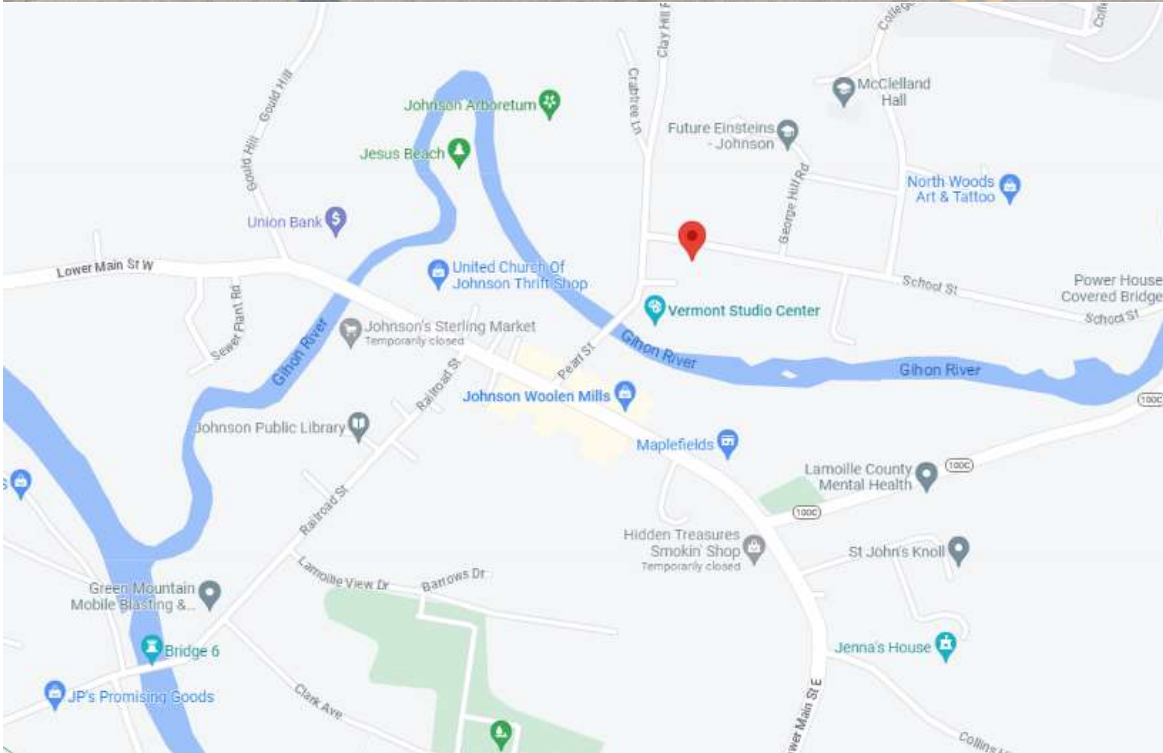 Colleg
Coll
Clay Hill R
Gould Hill
Gould Hill
Crabtree Ln
McClelland
Hall
Johnson Arboretum
Future Einsteins
- Johnson
Jesus Beach
George Hill Rd
North Woods
Art & Tattoo
Union Bank
Lower Main St W
United Church Of
Johnson Thrift Shop
School St
Power House
Covered Bridge
School St
Sewer Plant Rd
Vermont Studio Center
Johnson's Sterling Market
Temporarily closed
Gihon River
Gihon River
Gihon River
Pearl St
Railroad St
Johnson Woolen Mills
100C
Johnson Public Library
Maplefields
Lamoille County
Mental Health
100C
s
Railroad St
100C
Hidden Treasures
Smokin' Shop
Temporarily closed
St John's Knoll
Lamoille View Dr
Bartows Dr
Green Mountain
Mobile Blasting &...
Bridge 6
Jenna's House
JP's Promising Goods
Clark Ave
wer Main St E
Collins H